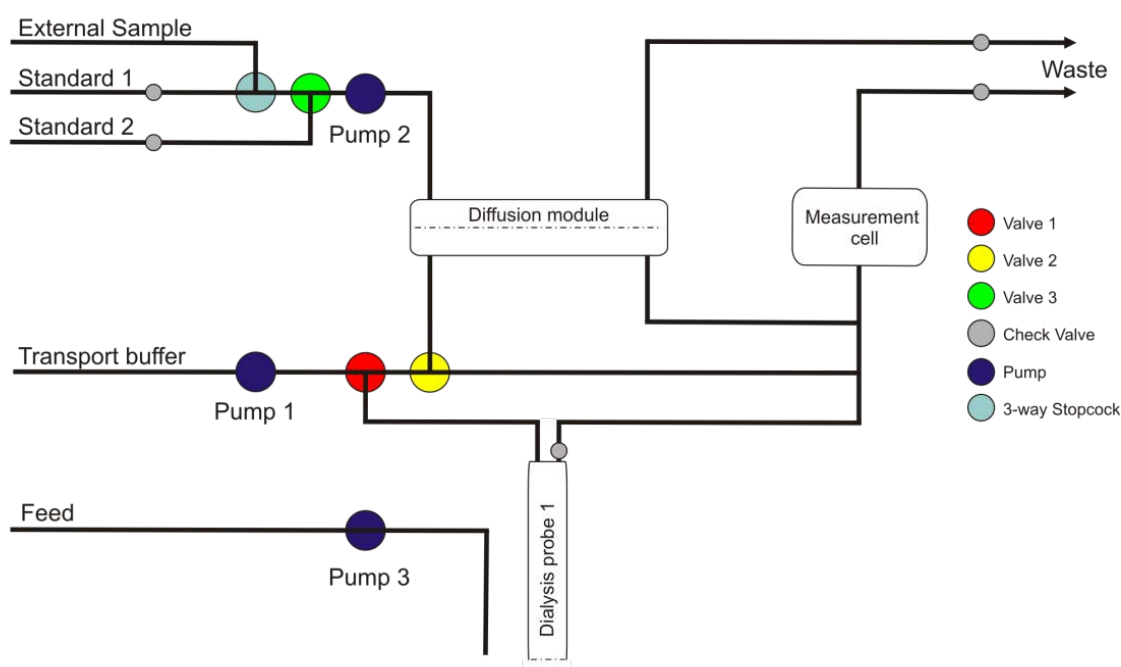 External Sample
Standard 1
Standard 2
Pump 2
Waste
Diffusion module
Measurement
cell
Valve 1
Valve 2
Valve 3
Check Valve
Pump
3-way Stopcock
Transport buffer
Pump 1
Feed
Pump 3
Dialysis probe 1